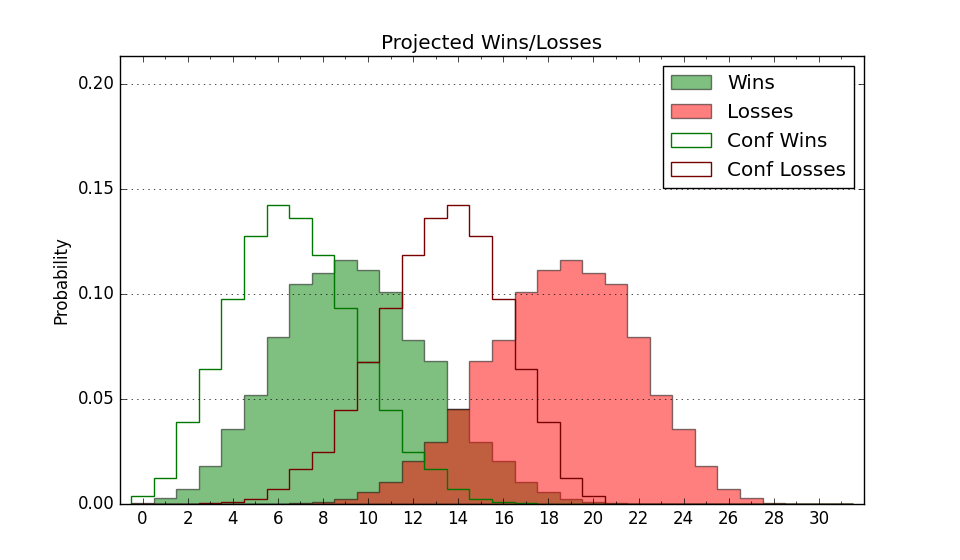 Projected Wins/Losses
Wins
Losses
Conf Wins
Conf Losses
Probability
0.20
0.15
0.10
0.05
0.00
0 2 4 6 8 10 12 14 16 18 20 22 24 26 28 30